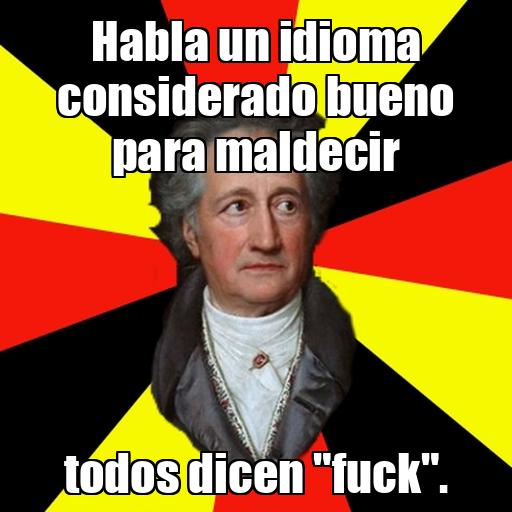 Habla un idioma
considerado bueno
para maldecir
todos dicen "fuck".